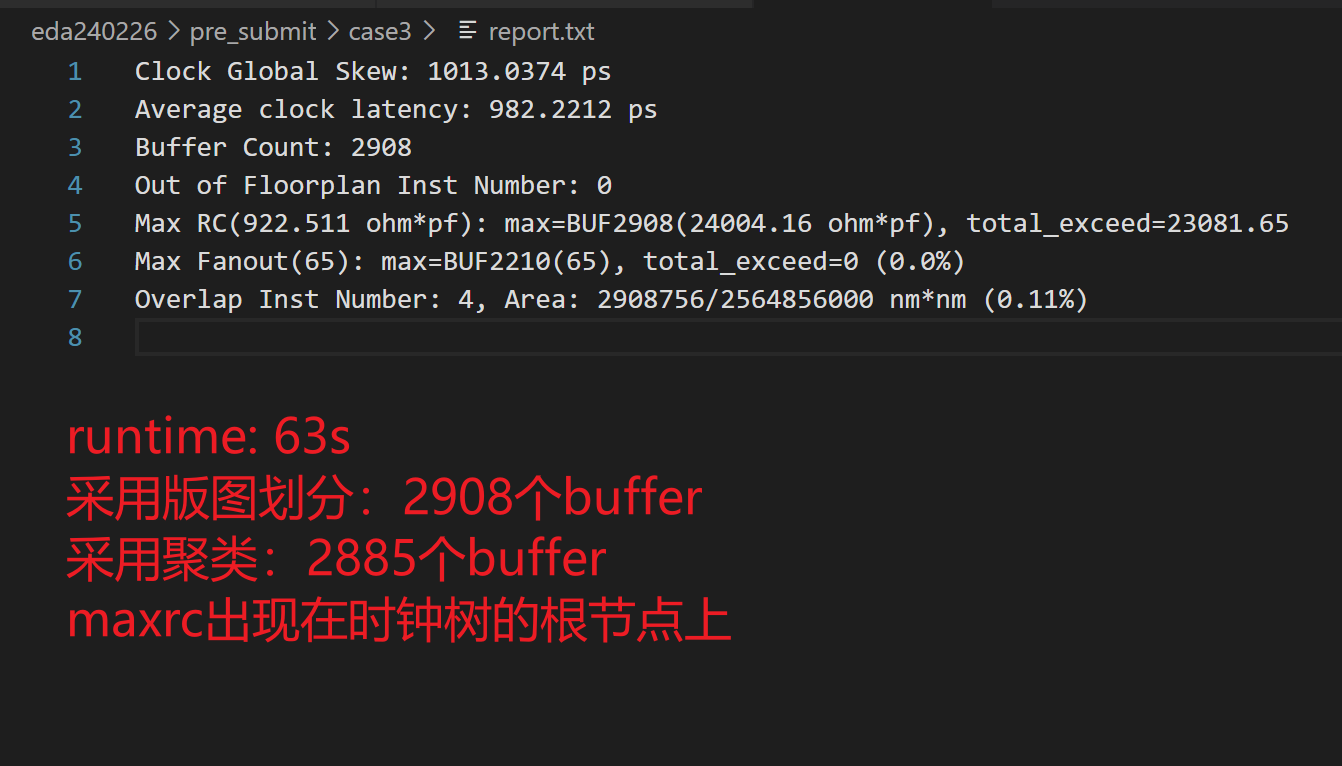 eda240226 > pre_submit > case3 > report.txt
1 Clock Global Skew: 1013.0374 ps
2 Average clock latency: 982.2212 ps
3 Buffer Count: 2908
4 Out of Floorplan Inst Number: 0
5 Max RC(922.511 ohm*pf): max=BUF2908(24004.16 ohm*pf), total_exceed=23081.65
6 Max Fanout(65): max=BUF2210(65), total_exceed=0 (0.0%)
7 Overlap Inst Number: 4, Area: 2908756/2564856000 nm*nm (0.11%)
8
runtime: 63s
采用版图划分：2908个buffer
采用聚类：2885个buffer
maxrc出现在时钟树的根节点上